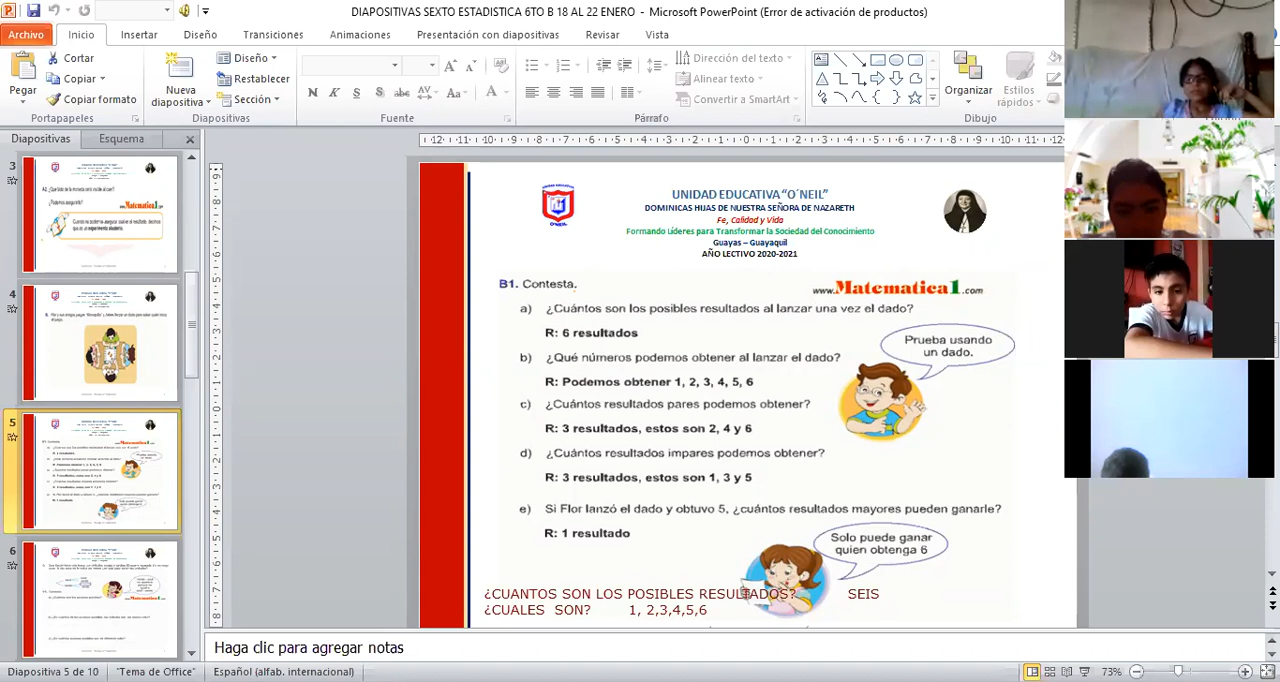 DIAPOSITIVAS SEXTO ESTADISTICA 6TO B 18 AL 22 ENERO - Microsoft PowerPoint (Error de activación de productos)
Archivo Inicio Insertar Diseño Transiciones Animaciones Presentación con diapositivas Revisar Vista
Cortar
Copiar
Copiar formato
Pegar
Portapapeles
Nueva diapositiva
Diseño
Restablecer
Sección
Diapositivas
N K S S abc AV Aa A
Fuente
Dirección del texto
Alinear texto
Convertir a SmartArt
Párrafo
Organizar
Estilos rápidos
Dibujo
Diapositivas Esquema
3
4
5
6
UNIDAD EDUCATIVA “O´NEIL”
DOMINICAS HIJAS DE NUESTRA SEÑORA DE NAZARETH
Fe, Calidad y Vida
Formando Líderes para Transformar la Sociedad del Conocimiento
Guayas – Guayaquil
AÑO LECTIVO 2020-2021
B1. Contesta.
www.Matematica1.com
a) ¿Cuántos son los posibles resultados al lanzar una vez el dado?
R: 6 resultados
Prueba usando
un dado.
b) ¿Qué números podemos obtener al lanzar el dado?
R: Podemos obtener 1, 2, 3, 4, 5, 6
c) ¿Cuántos resultados pares podemos obtener?
R: 3 resultados, estos son 2, 4 y 6
d) ¿Cuántos resultados impares podemos obtener?
R: 3 resultados, estos son 1, 3 y 5
e) Si Flor lanzó el dado y obtuvo 5, ¿cuántos resultados mayores pueden ganarle?
R: 1 resultado
Solo puede ganar
quien obtenga 6
SON LOS POSIBLES RESULTADOS? SEIS
¿CUALES SON? 1, 2,3,4,5,6
Haga clic para agregar notas
Diapositiva 5 de 10 "Tema de Office" Español (alfab. internacional) 73%